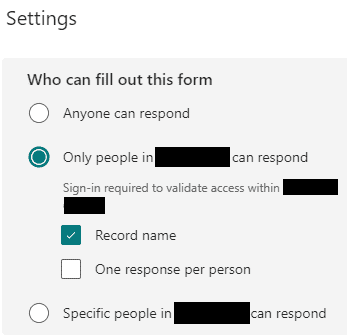 Settings
Who can fill out this form
Anyone can respond
Only people in can respond
Sign-in required to validate access within
Record name
One response per person
Specific people in can respond